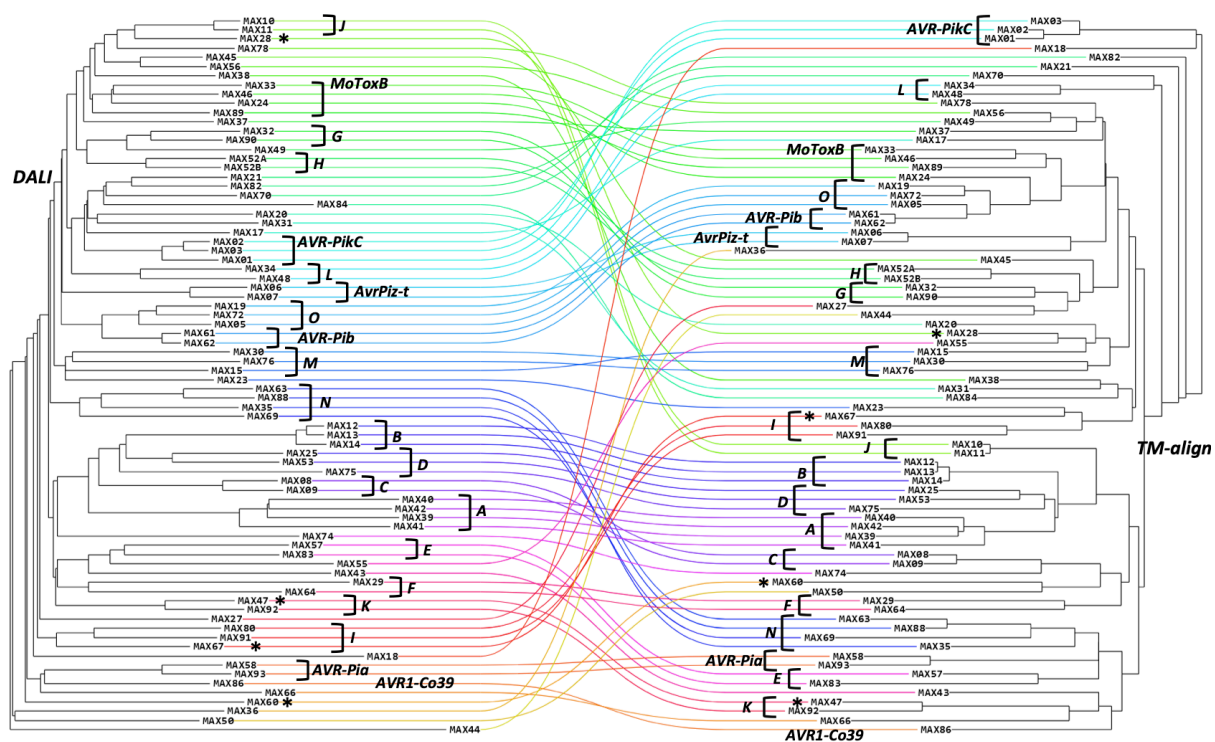 MAX10
MAX11
J
MAX28 *
MAX78
MAX45
MAX56
MAX38
MAX33
MoToxB
MAX46
MAX24
MAX89
MAX37
MAX32
G
MAX90
MAX49
MAX52A
H
MAX52B
DALI
MAX21
MAX82
MAX70
MAX84
MAX20
MAX31
MAX17
MAX02
AVR-PikC
MAX03
MAX01
MAX34
L
MAX48
MAX06
AvrPiz-t
MAX07
MAX19
MAX72
O
MAX05
MAX61
AVR-Pib
MAX62
MAX30
MAX76
M
MAX15
MAX23
MAX63
MAX88
N
MAX35
MAX69
MAX12
MAX13
B
MAX14
MAX25
MAX53
D
MAX75
MAX08
C
MAX09
MAX40
MAX42
A
MAX39
MAX41
MAX74
MAX57
E
MAX83
MAX55
MAX43
MAX29
F
MAX64
MAX47 *
K
MAX92
MAX27
MAX80
MAX91
I
MAX67 *
MAX18
MAX58
AVR-Pia
MAX93
MAX86
AVR1-Co39
MAX66
MAX60 *
MAX36
MAX50
MAX44
MAX03
AVR-PikC
MAX02
MAX01
MAX18
MAX82
MAX21
MAX70
MAX34
L
MAX48
MAX78
MAX56
MAX49
MAX37
MAX17
MoToxB
MAX33
MAX46
MAX89
MAX24
MAX19
O
MAX72
MAX05
AVR-Pib
MAX61
MAX62
AvrPiz-t
MAX06
MAX07
MAX36
MAX45
H
MAX52A
MAX52B
G
MAX32
MAX90
MAX27
MAX44
MAX20
* MAX28
MAX55
MAX15
M
MAX30
MAX76
MAX38
MAX31
MAX84
MAX23
I
* MAX67
MAX80
MAX91
J
MAX10
MAX11
TM-align
MAX12
B
MAX13
MAX14
MAX25
D
MAX53
MAX75
MAX40
A
MAX42
MAX39
MAX41
C
MAX08
MAX09
MAX74
* MAX60
MAX50
F
MAX29
MAX64
MAX63
N
MAX88
MAX69
MAX35
AVR-Pia
MAX58
MAX93
E
MAX57
MAX83
MAX43
K
* MAX47
MAX92
MAX66
AVR1-Co39
MAX86